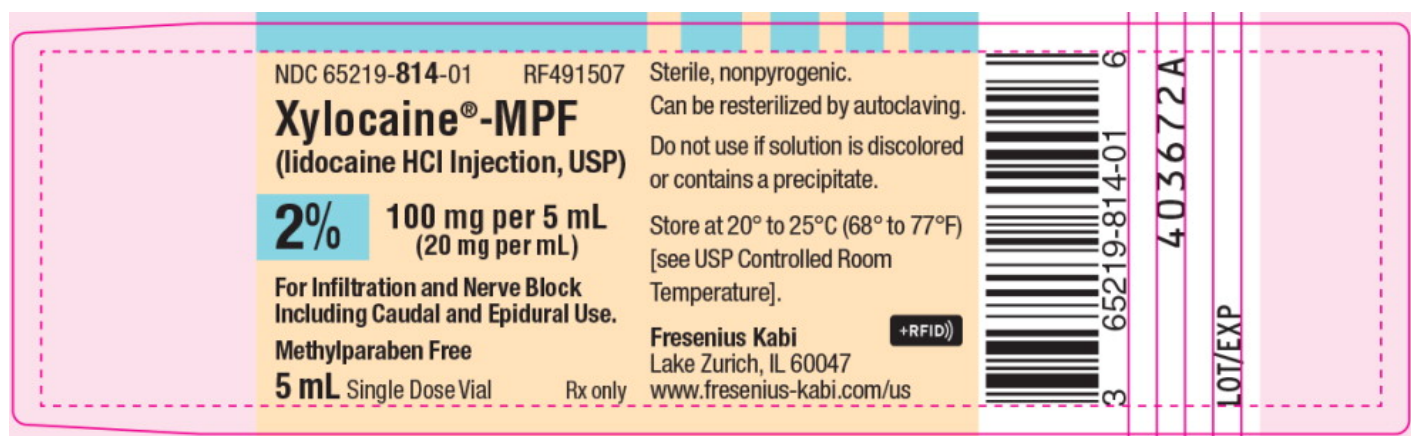 NDC 65219-814-01 RF491507
Xylocaine®-MPF
(lidocaine HCl Injection, USP)
2% 100 mg per 5 mL
(20 mg per mL)
For Infiltration and Nerve Block
Including Caudal and Epidural Use.
Methylparaben Free
5 mL Single Dose Vial Rx only
Sterile, nonpyrogenic.
Can be resterilized by autoclaving.
Do not use if solution is discolored
or contains a precipitate.
Store at 20° to 25°C (68° to 77°F)
[see USP Controlled Room
Temperature].
Fresenius Kabi
Lake Zurich, IL 60047
www.fresenius-kabi.com/us
+RFID
3 65219-814-01 6
403672A
LOT/EXP